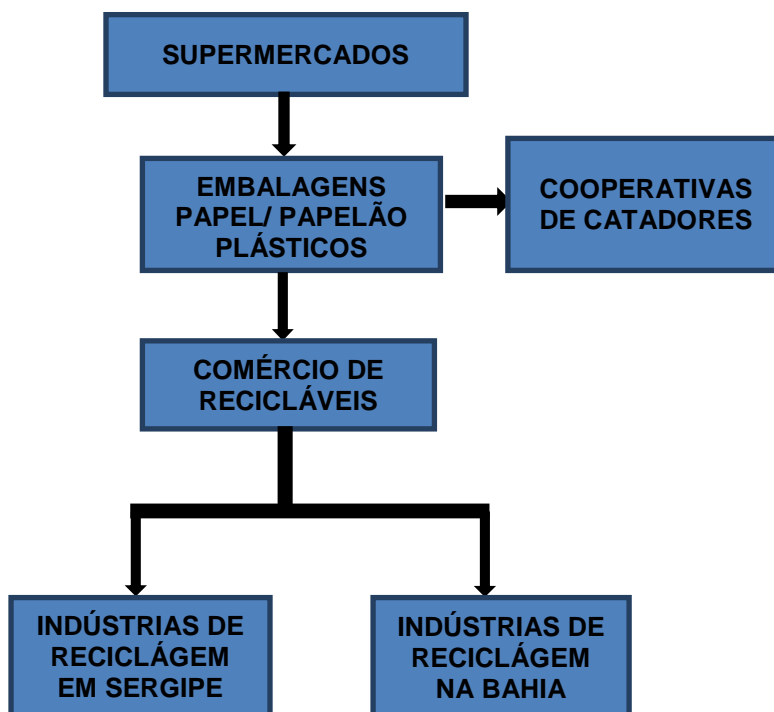 SUPERMERCADOS
EMBALAGENS
PAPEL/ PAPELÃO
PLÁSTICOS
COOPERATIVAS
DE CATADORES
COMÉRCIO DE
RECICLÁVEIS
INDÚSTRIAS DE
RECICLÁGEM
EM SERGIPE
INDÚSTRIAS DE
RECICLÁGEM
NA BAHIA